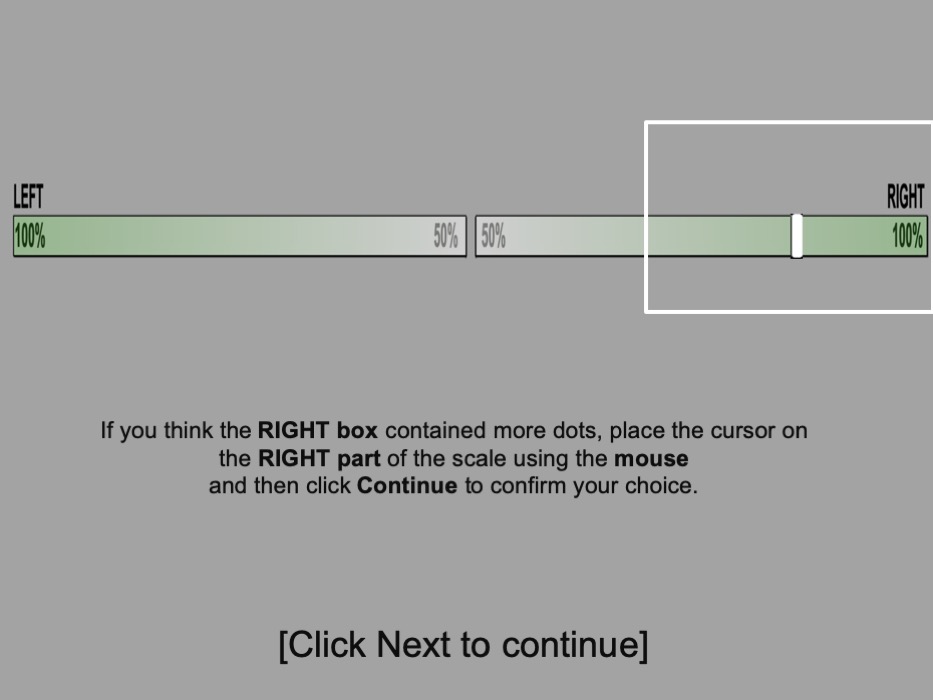 LEFT RIGHT
100% 50% 50% 100%
If you think the RIGHT box contained more dots, place the cursor on
the RIGHT part of the scale using the mouse
and then click Continue to confirm your choice.
[Click Next to continue]